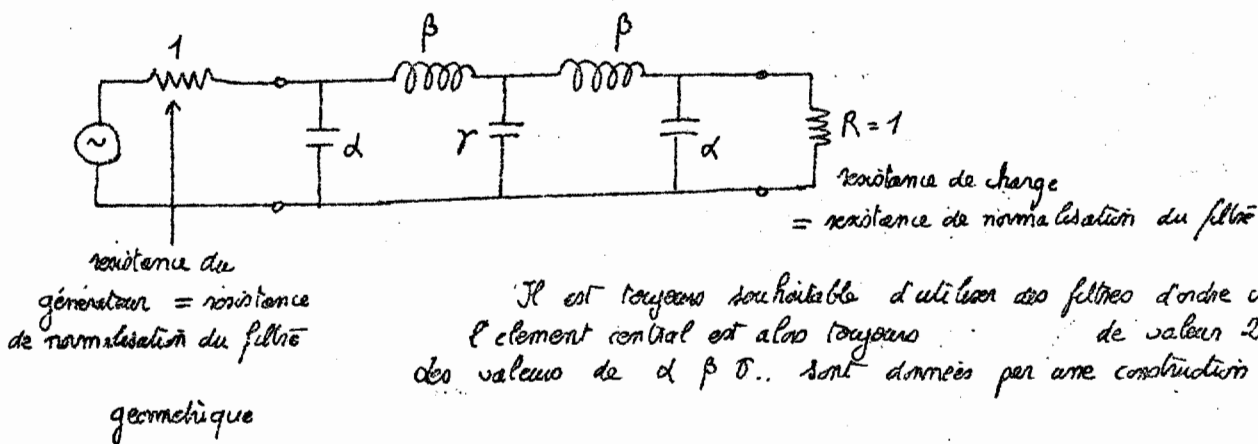 β β
1
α γ α R = 1
résistance de charge
= résistance de normalisation du filtre
résistance du
générateur = résistance
de normalisation du filtre
Il est toujours souhaitable d'utiliser des filtres d'ordre
l'element central est alors toujours de valeur 2
des valeurs de α β γ.. sont données par une construction
geometrique